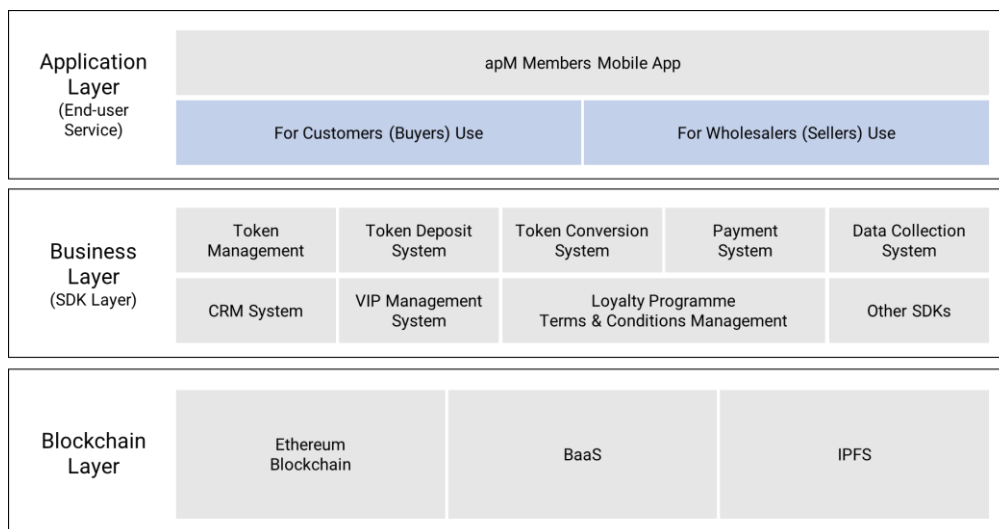 Application
Layer
(End-user
Service)
apM Members Mobile App
For Customers (Buyers) Use
For Wholesalers (Sellers) Use
Business
Layer
(SDK Layer)
Token
Management
Token Deposit
System
Token Conversion
System
Payment
System
Data Collection
System
CRM System
VIP Management
System
Loyalty Programme
Terms & Conditions Management
Other SDKs
Blockchain
Layer
Ethereum
Blockchain
BaaS
IPFS